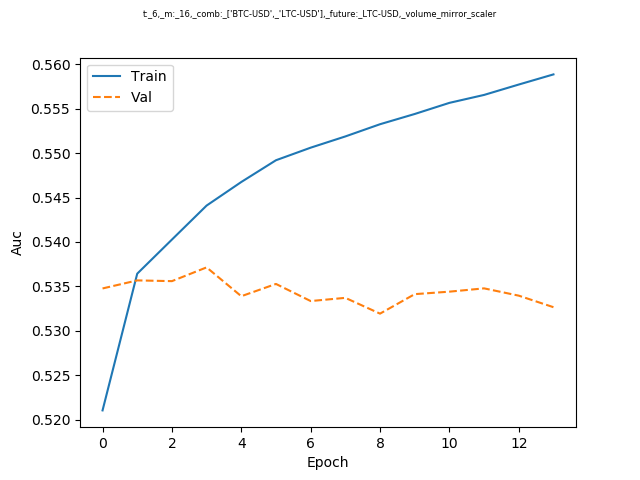 t:_6,_m:_16,_comb:_['BTC-USD',_'LTC-USD'],_future:_LTC-USD,_volume_mirror_scaler
Train
Val
0.560
0.555
0.550
0.545
0.540
0.535
0.530
0.525
0.520
Auc
0 2 4 6 8 10 12
Epoch